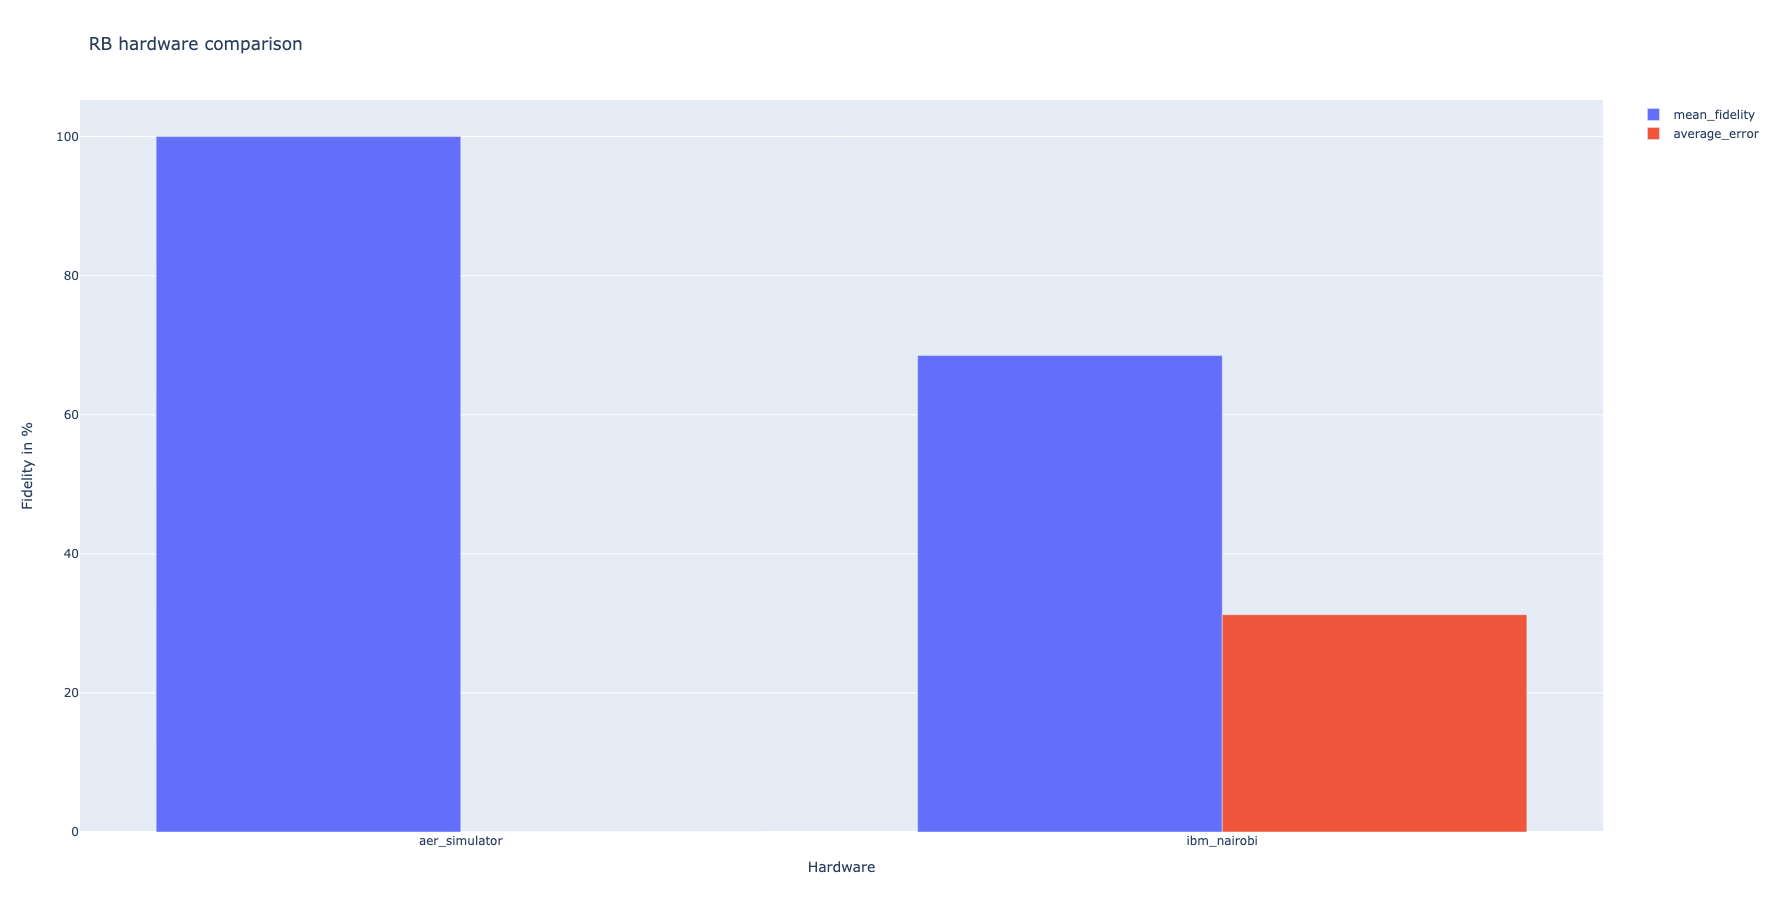 RB hardware comparison
mean_fidelity
average_error
100
80
60
40
20
0
Fidelity in %
aer_simulator
ibm_nairobi
Hardware